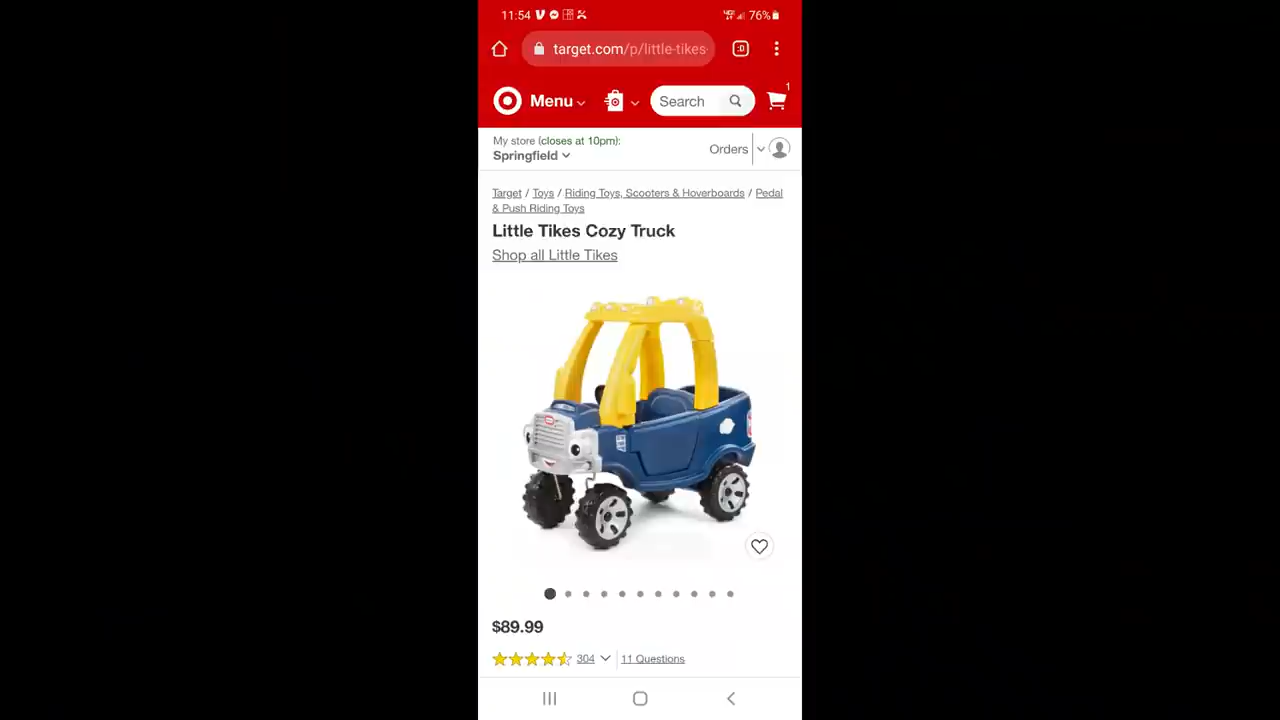 11:54
76%
target.com/p/little-tikes-
:D
Menu
Search
1
My store (closes at 10pm):
Springfield
Orders
Target / Toys / Riding Toys, Scooters & Hoverboards / Pedal
& Push Riding Toys
Little Tikes Cozy Truck
Shop all Little Tikes
$89.99
304
11 Questions